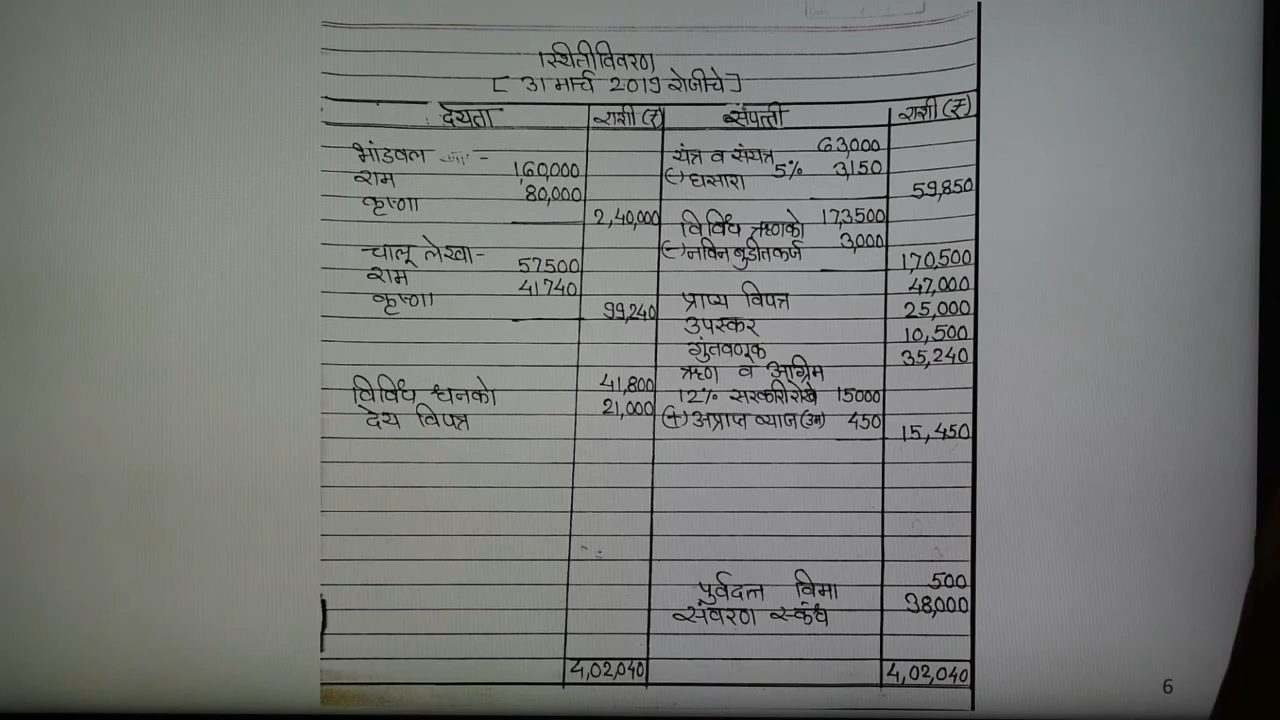 स्थितीविवरण
[ 31 मार्च 2019 रोजीचे ]
देयता राशी (₹) संपत्ती राशी (₹)
भांडवल - यंत्र व संयंत्र 63,000
राम 1,60,000 (-) घसारा 5% 3,150
कृष्णा 80,000 59,850
2,40,000 विविध ऋणको 173500
चालू लेखा- (-) नविन बुडीत कर्ज 3,000
राम 57500 170,500
कृष्णा 41740 47,000
99,240 प्राप्य विपत्र 25,000
उपस्कर 10,500
गुंतवणूक 35,240
ऋण व अग्रिम
विविध धनको 41,800 12% सरकारी रोखे 15000
देय विपत्र 21,000 (+) अप्राप्त व्याज (उन) 450 15,450
पुर्वदत्त विमा 500
संवरण स्कंध 38,000
4,02,040 4,02,040
6